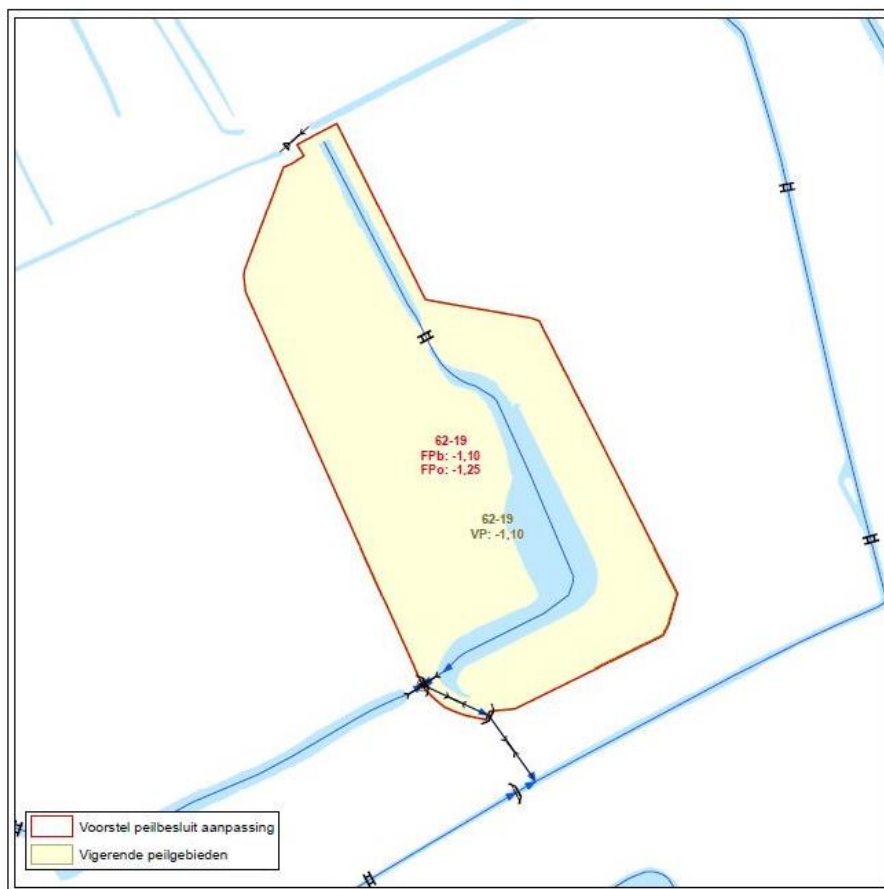 62-19
FPb: -1,10
FPo: -1,25
62-19
VP: -1,10
Voorstel peilbesluit aanpassing
Vigerende peilgebieden